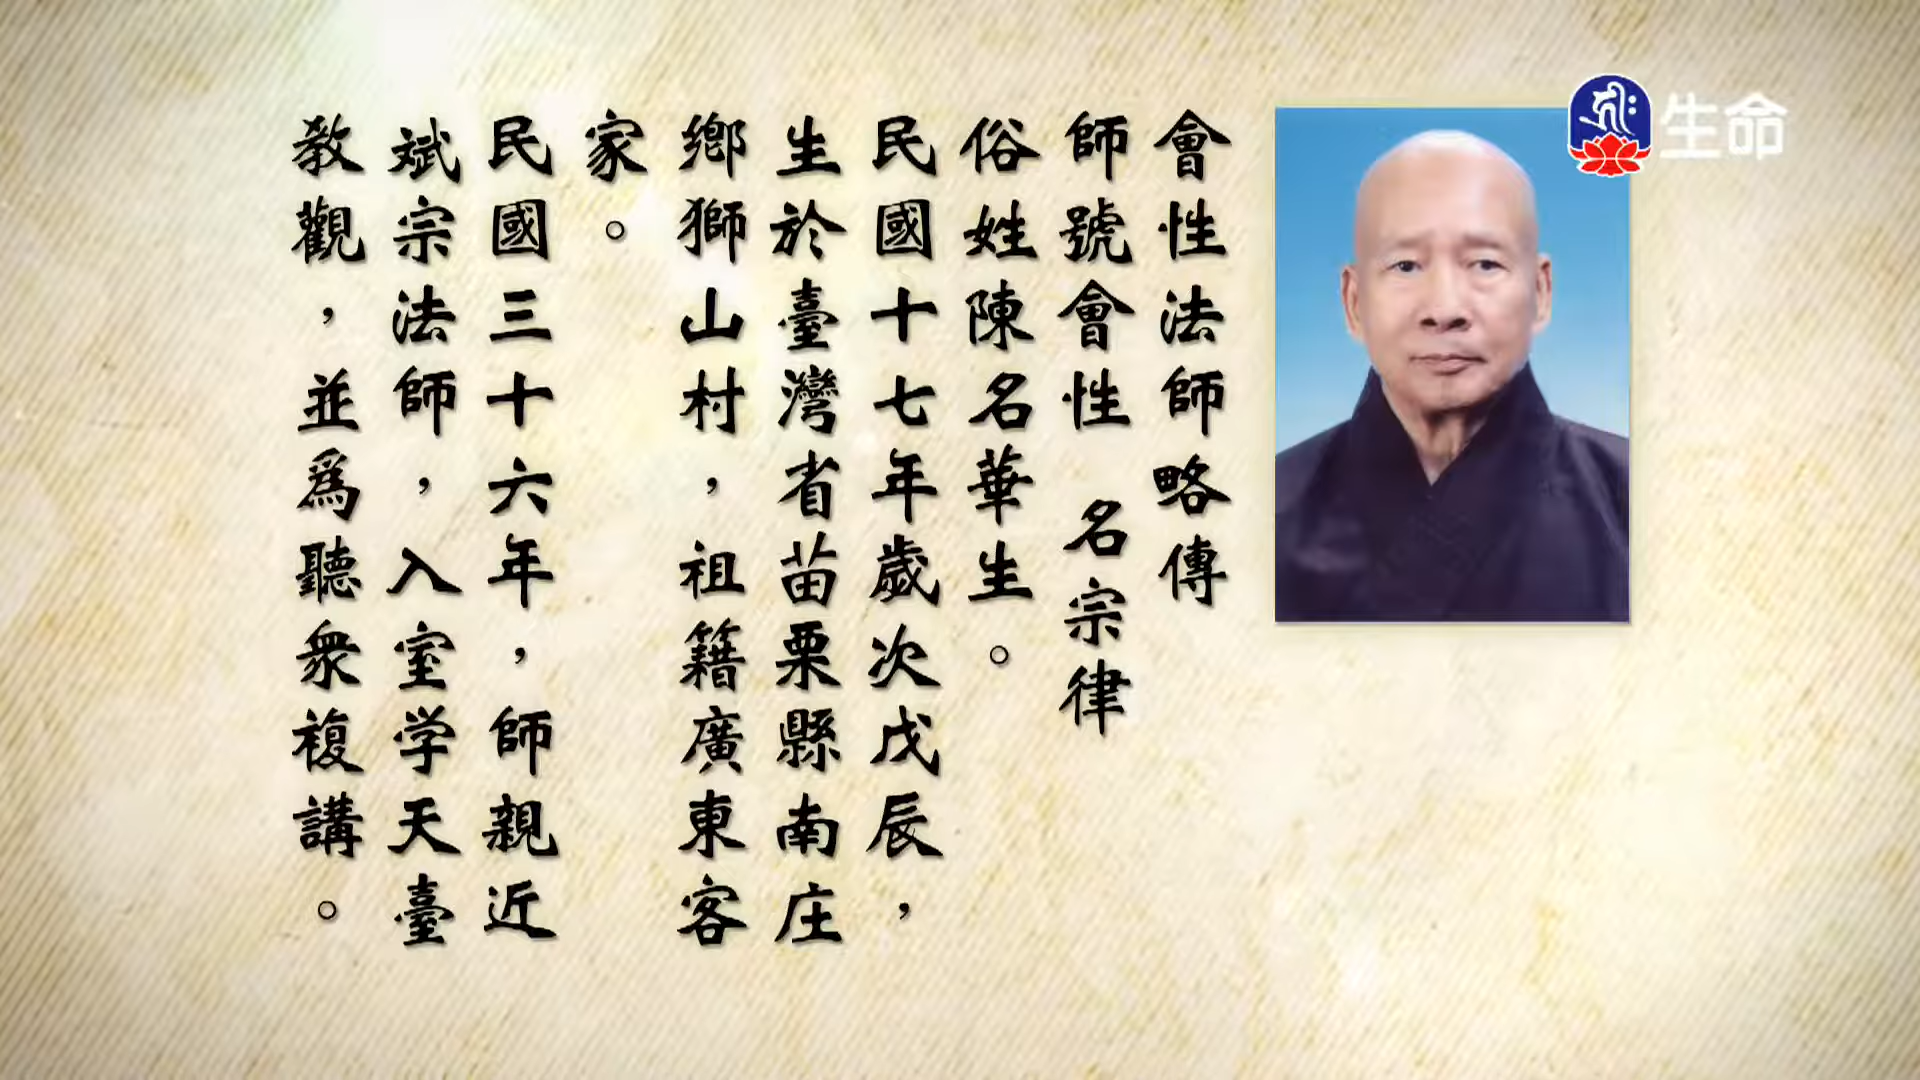 會性法師略傳
師號會性 名宗律
俗姓陳名華生。
民國十七年歲次戊辰，
生於臺灣省苗栗縣南庄
鄉獅山村，祖籍廣東客
家。
民國三十六年，師親近
斌宗法師，入室学天臺
教觀，並為聽衆複講。
生命